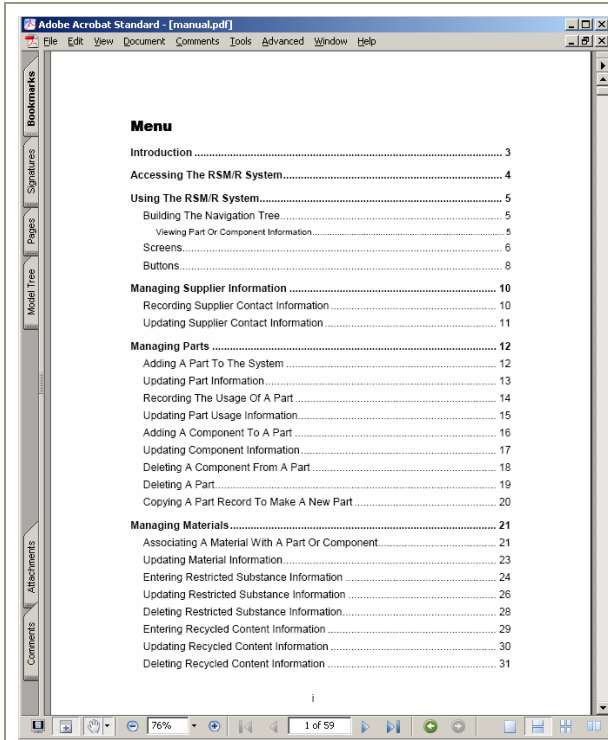 Adobe Acrobat Standard - [manual.pdf]
File Edit View Document Comments Tools Advanced Window Help
Bookmarks
Signatures
Pages
Model Tree
Attachments
Comments
Menu
Introduction ........ 3
Accessing The RSM/R System ........ 4
Using The RSM/R System ........ 5
Building The Navigation Tree ........ 5
Viewing Part Or Component Information ........ 5
Screens ........ 6
Buttons ........ 8
Managing Supplier Information ........ 10
Recording Supplier Contact Information ........ 10
Updating Supplier Contact Information ........ 11
Managing Parts ........ 12
Adding A Part To The System ........ 12
Updating Part Information ........ 13
Recording The Usage Of A Part ........ 14
Updating Part Usage Information ........ 15
Adding A Component To A Part ........ 16
Updating Component Information ........ 17
Deleting A Component From A Part ........ 18
Deleting A Part ........ 19
Copying A Part Record To Make A New Part ........ 20
Managing Materials ........ 21
Associating A Material With A Part Or Component ........ 21
Updating Material Information ........ 23
Entering Restricted Substance Information ........ 24
Updating Restricted Substance Information ........ 26
Deleting Restricted Substance Information ........ 28
Entering Recycled Content Information ........ 29
Updating Recycled Content Information ........ 30
Deleting Recycled Content Information ........ 31
i
76%
1 of 59